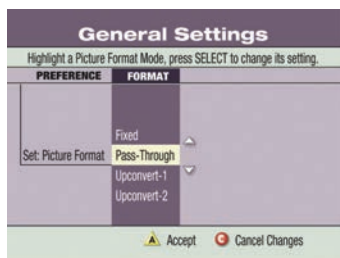 General Settings
Highlight a Picture Format Mode, press SELECT to change its setting.
PREFERENCE FORMAT
Fixed
Set: Picture Format Pass-Through
Upconvert-1
Upconvert-2
A Accept C Cancel Changes